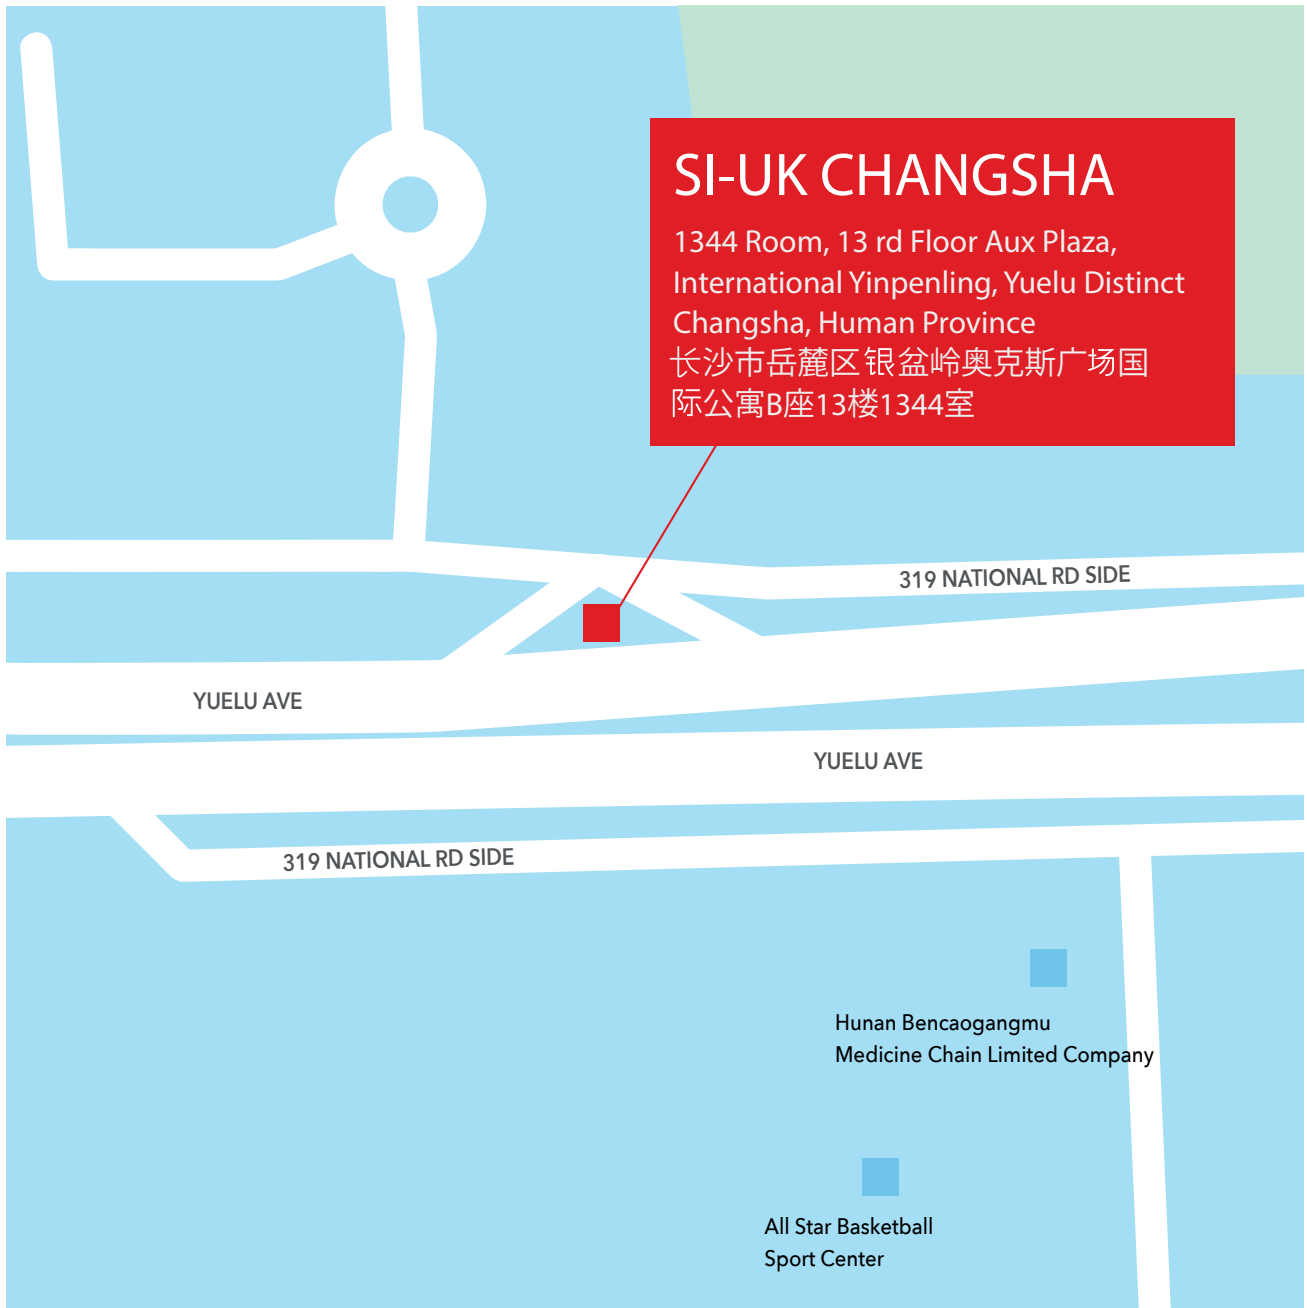 SI-UK CHANGSHA
1344 Room, 13 rd Floor Aux Plaza,
International Yinpenling, Yuelu Distinct
Changsha, Human Province
长沙市岳麓区银盆岭奥克斯广场国
际公寓B座13楼1344室
319 NATIONAL RD SIDE
YUELU AVE
YUELU AVE
319 NATIONAL RD SIDE
Hunan Bencaogangmu
Medicine Chain Limited Company
All Star Basketball
Sport Center